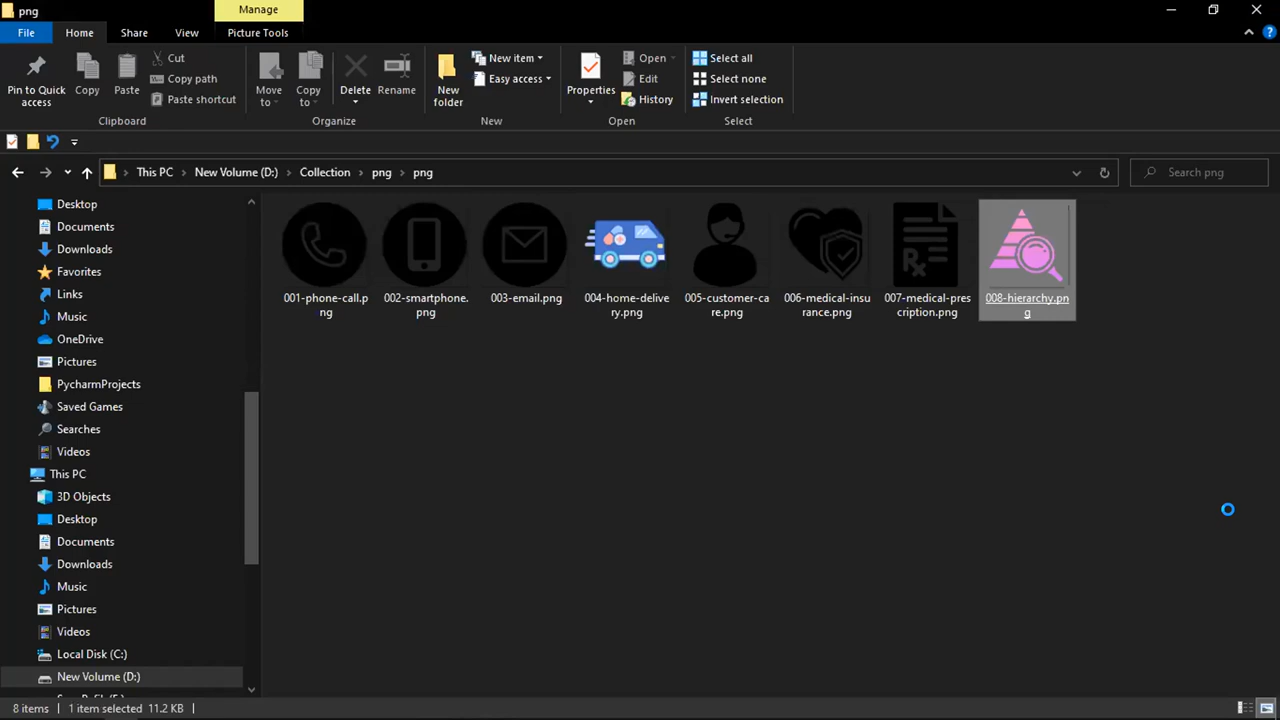 png
Manage
File
Home
Share
View
Picture Tools
Pin to Quick access
Copy
Paste
Cut
Copy path
Paste shortcut
Clipboard
Move to
Copy to
Delete
Rename
Organize
New folder
New item
Easy access
New
Properties
Open
Edit
History
Open
Select all
Select none
Invert selection
Select
This PC > New Volume (D:) > Collection > png > png
Search png
Desktop
Documents
Downloads
Favorites
Links
Music
OneDrive
Pictures
PycharmProjects
Saved Games
Searches
Videos
This PC
3D Objects
Desktop
Documents
Downloads
Music
Pictures
Videos
Local Disk (C:)
New Volume (D:)
001-phone-call.p
ng
002-smartphone.
png
003-email.png
004-home-delive
ry.png
005-customer-ca
re.png
006-medical-insu
rance.png
007-medical-pres
cription.png
Rx
008-hierarchy.pn
g
8 items
1 item selected 11.2 KB